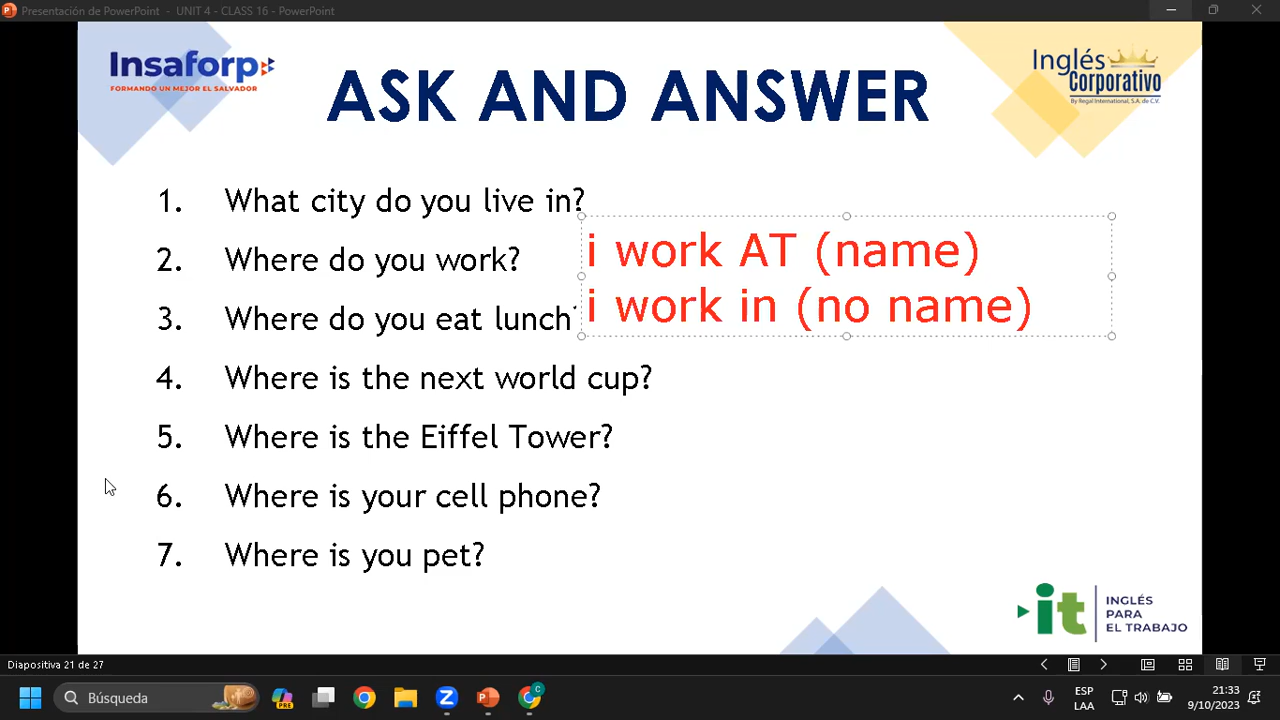 Presentación de PowerPoint - UNIT 4 - CLASS 16 - PowerPoint
Insaforp
FORMANDO UN MEJOR EL SALVADOR
ASK AND ANSWER
Inglés
Corporativo
By Regal International, S.A. de C.V.
1. What city do you live in?
2. Where do you work?
i work AT (name)
i work in (no name)
3. Where do you eat lunch
4. Where is the next world cup?
5. Where is the Eiffel Tower?
6. Where is your cell phone?
7. Where is you pet?
it
INGLÉS
PARA
EL TRABAJO
Diapositiva 21 de 27
Búsqueda
PRE
C
ESP
LAA
21:33
9/10/2023